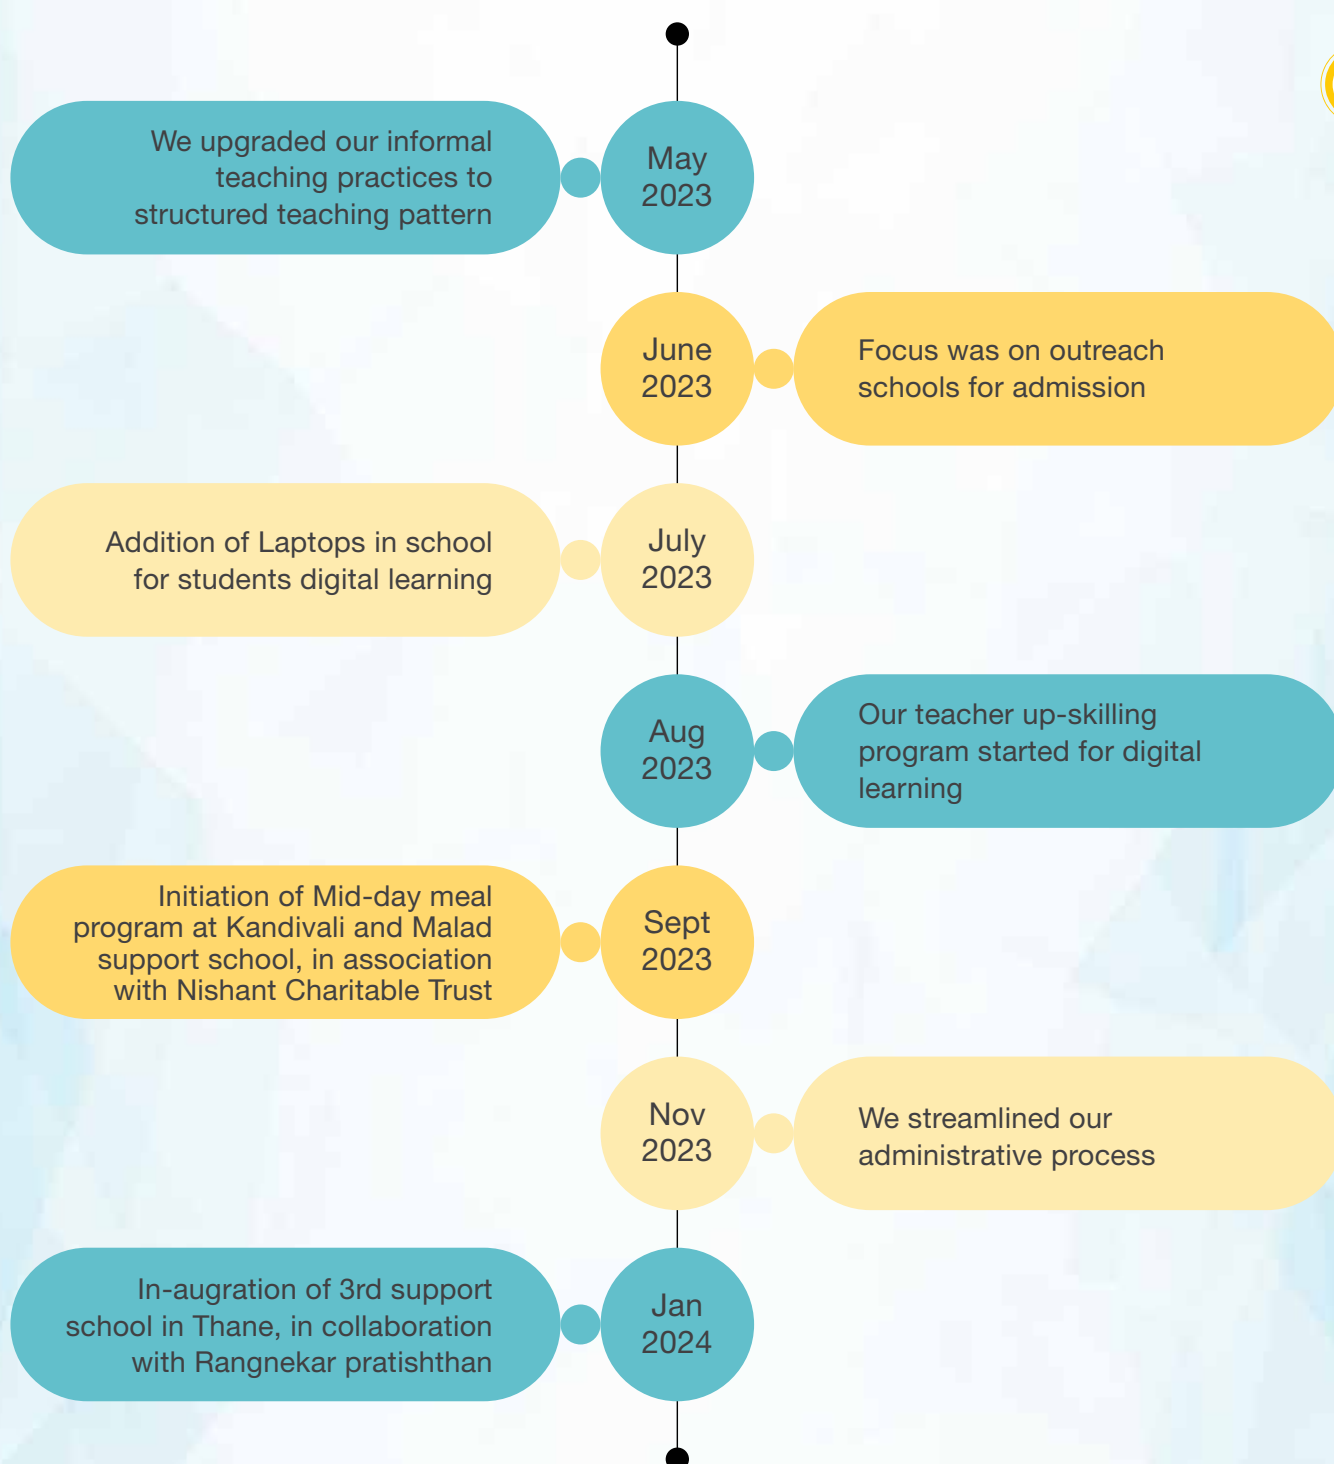 We upgraded our informal
teaching practices to
structured teaching pattern
May
2023
June
2023
Focus was on outreach
schools for admission
Addition of Laptops in school
for students digital learning
July
2023
Aug
2023
Our teacher up-skilling
program started for digital
learning
Initiation of Mid-day meal
program at Kandivali and Malad
support school, in association
with Nishant Charitable Trust
Sept
2023
Nov
2023
We streamlined our
administrative process
In-augration of 3rd support
school in Thane, in collaboration
with Rangnekar pratishthan
Jan
2024